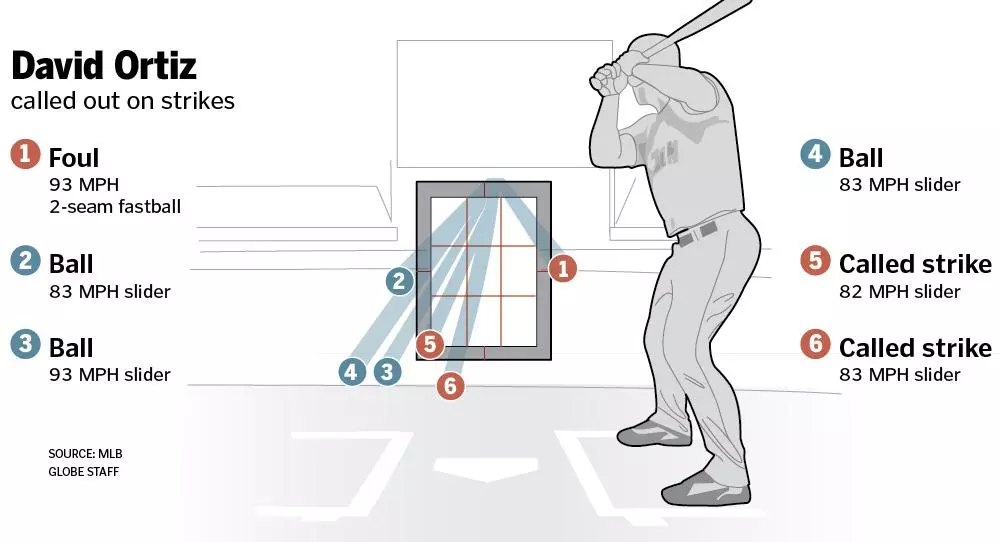 David Ortiz
called out on strikes
1 Foul
93 MPH
2-seam fastball
2 Ball
83 MPH slider
3 Ball
93 MPH slider
4 Ball
83 MPH slider
5 Called strike
82 MPH slider
6 Called strike
83 MPH slider
1
2
4
3
5
6
SOURCE: MLB
GLOBE STAFF